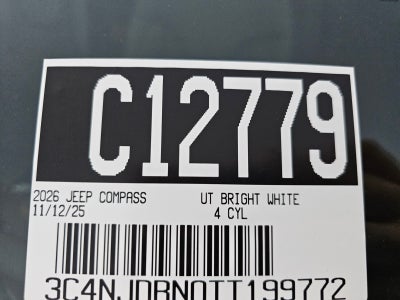 C12779
2026 JEEP COMPASS UT BRIGHT WHITE
11/12/25 4 CYL
3C4NJDBN0TT199772